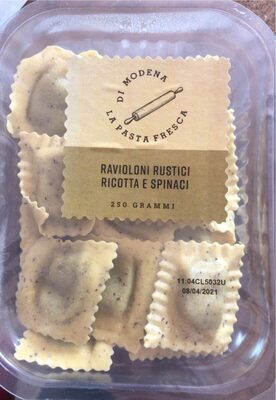 DI MODENA
LA PASTA FRESCA
RAVIOLONI RUSTICI
RICOTTA E SPINACI
250 GRAMMI
11:04CL5032U
08/04/2021